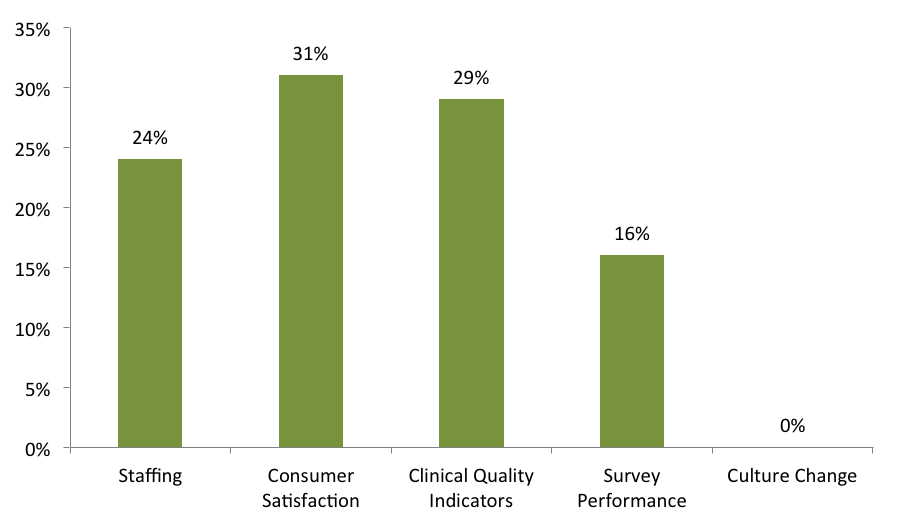 35%
30%
25%
20%
15%
10%
5%
0%
24%
31%
29%
16%
0%
Staffing
Consumer
Satisfaction
Clinical Quality
Indicators
Survey
Performance
Culture Change